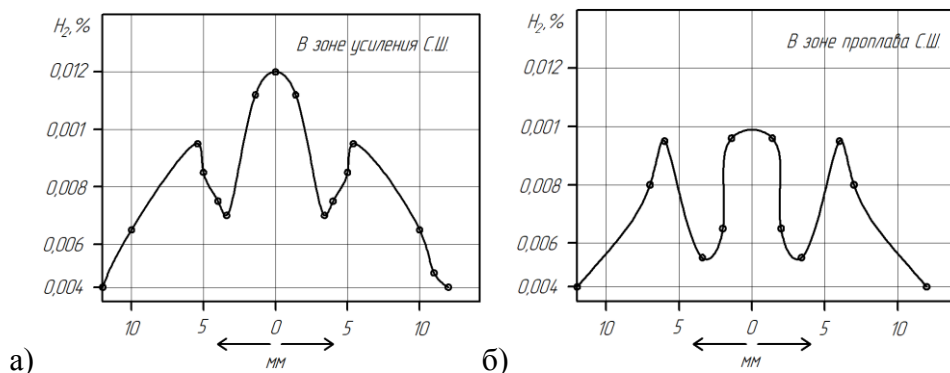 H₂, %
В зоне усиления С.Ш.
0,012
0,001
0,008
0,006
0,004
10 5 0 5 10
мм
а)
H₂, %
В зоне проплава С.Ш.
0,012
0,001
0,008
0,006
0,004
10 5 0 5 10
мм
б)